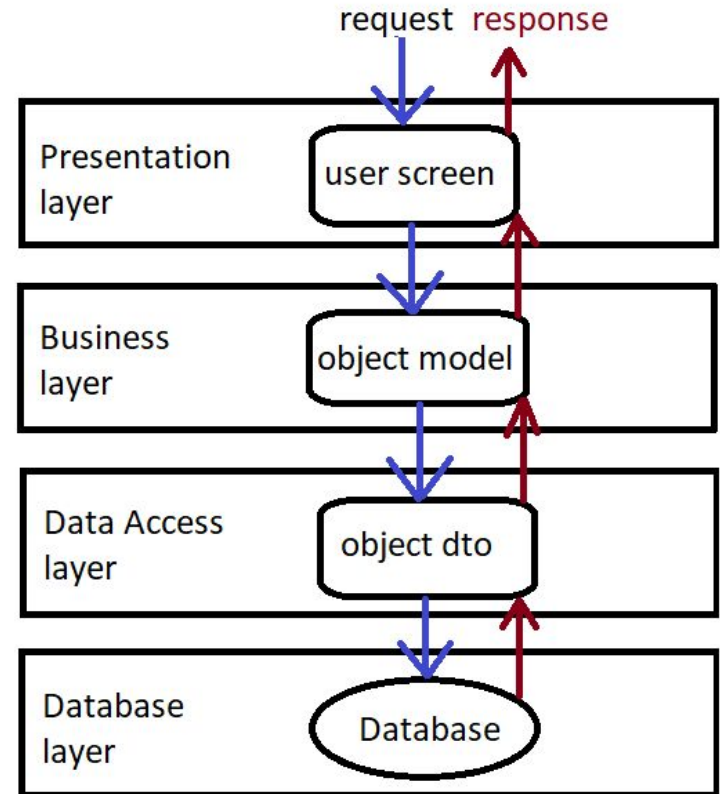 request response
Presentation
layer
user screen
Business
layer
object model
Data Access
layer
object dto
Database
layer
Database